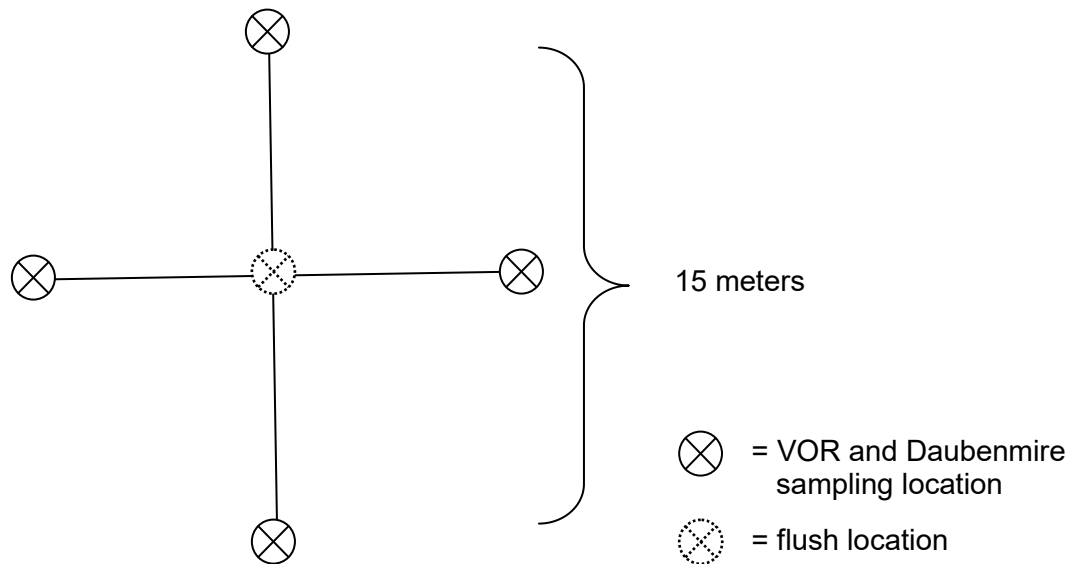 15 meters
= VOR and Daubenmire
sampling location
= flush location